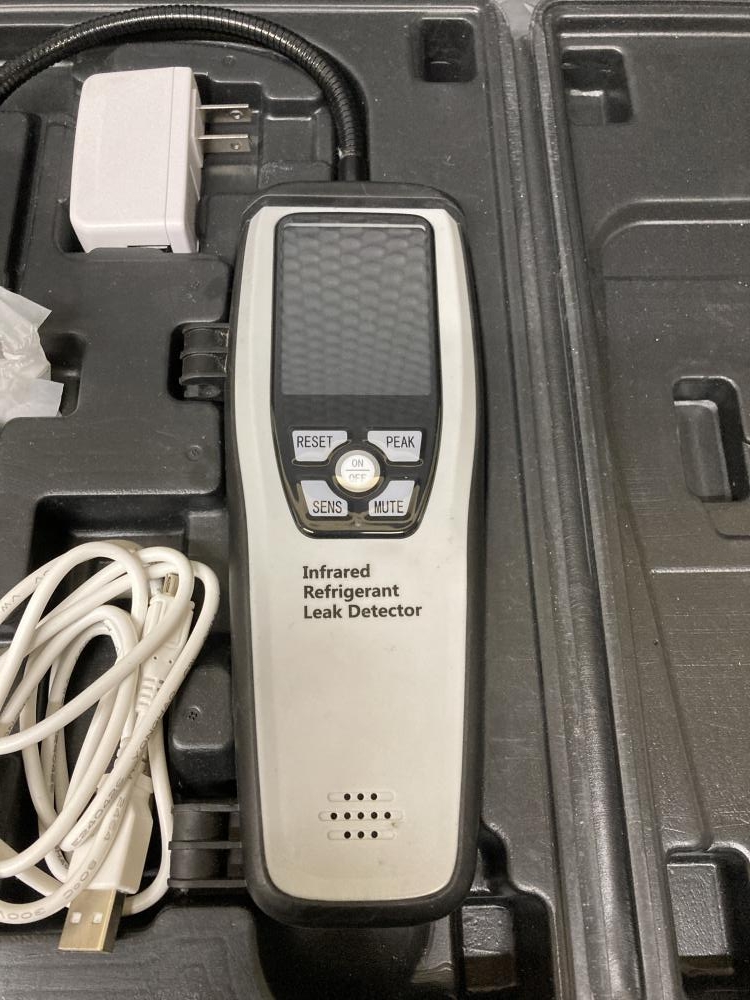 RESET
PEAK
ON
OFF
SENS
MUTE
Infrared
Refrigerant
Leak Detector